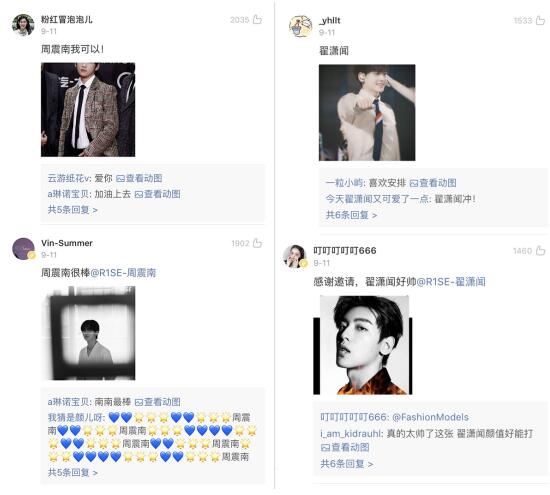 粉红冒泡泡儿
2035
9-11
周震南我可以！
云游纸花v: 爱你 查看动图
a琳诺宝贝: 加油上去 查看动图
共5条回复 >
Vin-Summer
1902
9-11
周震南很棒@R1SE-周震南
a琳诺宝贝: 南南最棒 查看动图
我猜是颜儿呀: 💙💙🌟🌟🌟💙💙🌟🌟🌟周震
南💙💙🌟🌟🌟周震南🌟🌟🌟💙💙💙💙🌟🌟
🌟💙💙🌟🌟🌟周震南💙💙🌟🌟🌟周震南🌟
🌟🌟💙💙💙💙🌟🌟🌟💙💙🌟🌟🌟周震南
共5条回复 >
_yhllt
1533
9-11
翟潇闻
一粒小屿: 喜欢安排 查看动图
今天翟潇闻又可爱了一点: 翟潇闻冲！
共6条回复 >
叮叮叮叮叮666
1460
9-11
感谢邀请，翟潇闻好帅@R1SE-翟潇闻
叮叮叮叮叮666: @FashionModels
i_am_kidrauhl: 真的太帅了这张 翟潇闻颜值好能打
查看动图
共6条回复 >